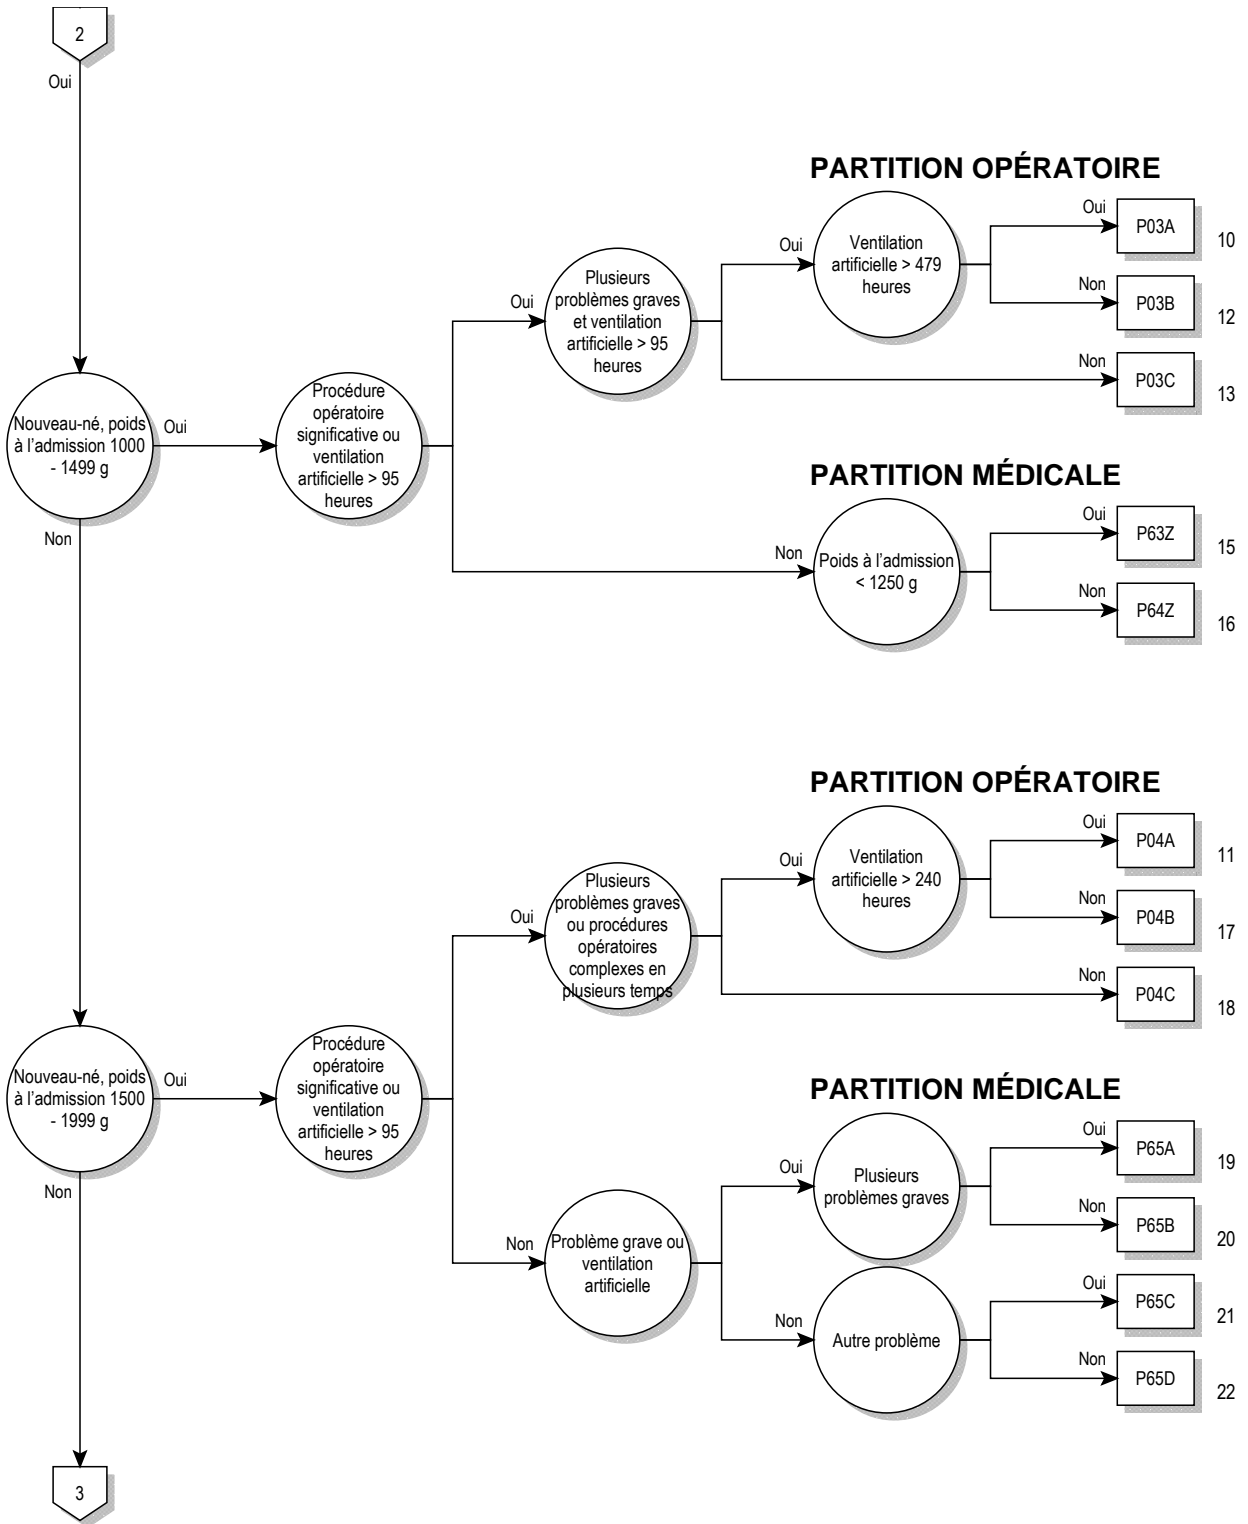 2
Oui
PARTITION OPÉRATOIRE
Ventilation
artificielle > 479
heures
Oui
P03A
10
Non
P03B
12
Oui
Plusieurs
problèmes graves
et ventilation
artificielle > 95
heures
Oui
Non
P03C
13
Nouveau-né, poids
à l’admission 1000
- 1499 g
Oui
Procédure
opératoire
significative ou
ventilation
artificielle > 95
heures
PARTITION MÉDICALE
Non
Poids à l’admission
< 1250 g
Oui
P63Z
15
Non
P64Z
16
Non
PARTITION OPÉRATOIRE
Ventilation
artificielle > 240
heures
Oui
P04A
11
Non
P04B
17
Oui
Plusieurs
problèmes graves
ou procédures
opératoires
complexes en
plusieurs temps
Oui
Non
P04C
18
Nouveau-né, poids
à l’admission 1500
- 1999 g
Oui
Procédure
opératoire
significative ou
ventilation
artificielle > 95
heures
PARTITION MÉDICALE
Oui
Plusieurs
problèmes graves
Oui
P65A
19
Non
P65B
20
Non
Non
Problème grave ou
ventilation
artificielle
Non
Autre problème
Oui
P65C
21
Non
P65D
22
3